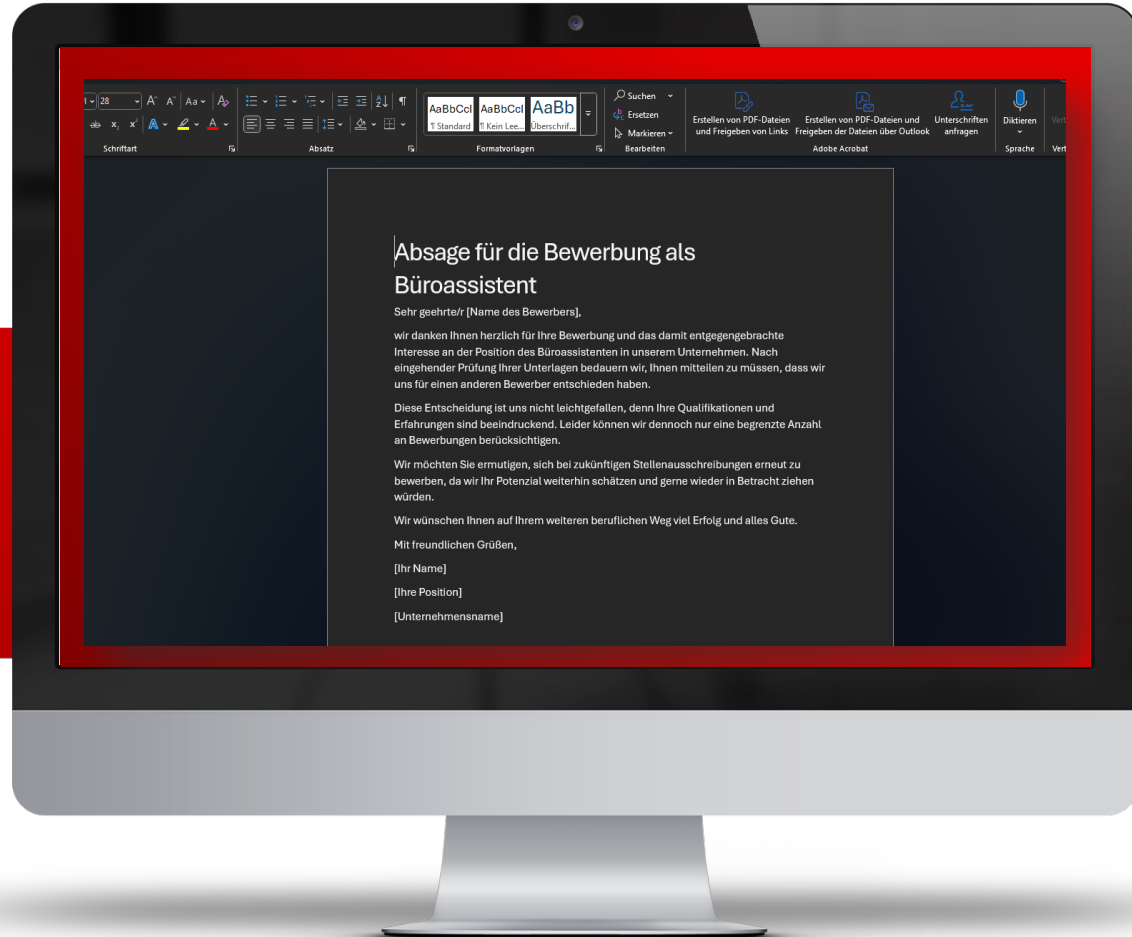 28 A^ Aˇ Aa A
Suchen
AaBbCcI AaBbCcI AaBb
Ersetzen
¶ Standard ¶ Kein Lee... Überschrif...
ab x₂ x² A A
Markieren
Erstellen von PDF-Dateien
und Freigeben von Links
Erstellen von PDF-Dateien und
Freigeben der Dateien über Outlook
Unterschriften
anfragen
Diktieren
Schriftart Absatz Formatvorlagen Bearbeiten Adobe Acrobat Sprache Vert
Absage für die Bewerbung als
Büroassistent
Sehr geehrte/r [Name des Bewerbers],
wir danken Ihnen herzlich für Ihre Bewerbung und das damit entgegengebrachte
Interesse an der Position des Büroassistenten in unserem Unternehmen. Nach
eingehender Prüfung Ihrer Unterlagen bedauern wir, Ihnen mitteilen zu müssen, dass wir
uns für einen anderen Bewerber entschieden haben.
Diese Entscheidung ist uns nicht leichtgefallen, denn Ihre Qualifikationen und
Erfahrungen sind beeindruckend. Leider können wir dennoch nur eine begrenzte Anzahl
an Bewerbungen berücksichtigen.
Wir möchten Sie ermutigen, sich bei zukünftigen Stellenausschreibungen erneut zu
bewerben, da wir Ihr Potenzial weiterhin schätzen und gerne wieder in Betracht ziehen
würden.
Wir wünschen Ihnen auf Ihrem weiteren beruflichen Weg viel Erfolg und alles Gute.
Mit freundlichen Grüßen,
[Ihr Name]
[Ihre Position]
[Unternehmensname]